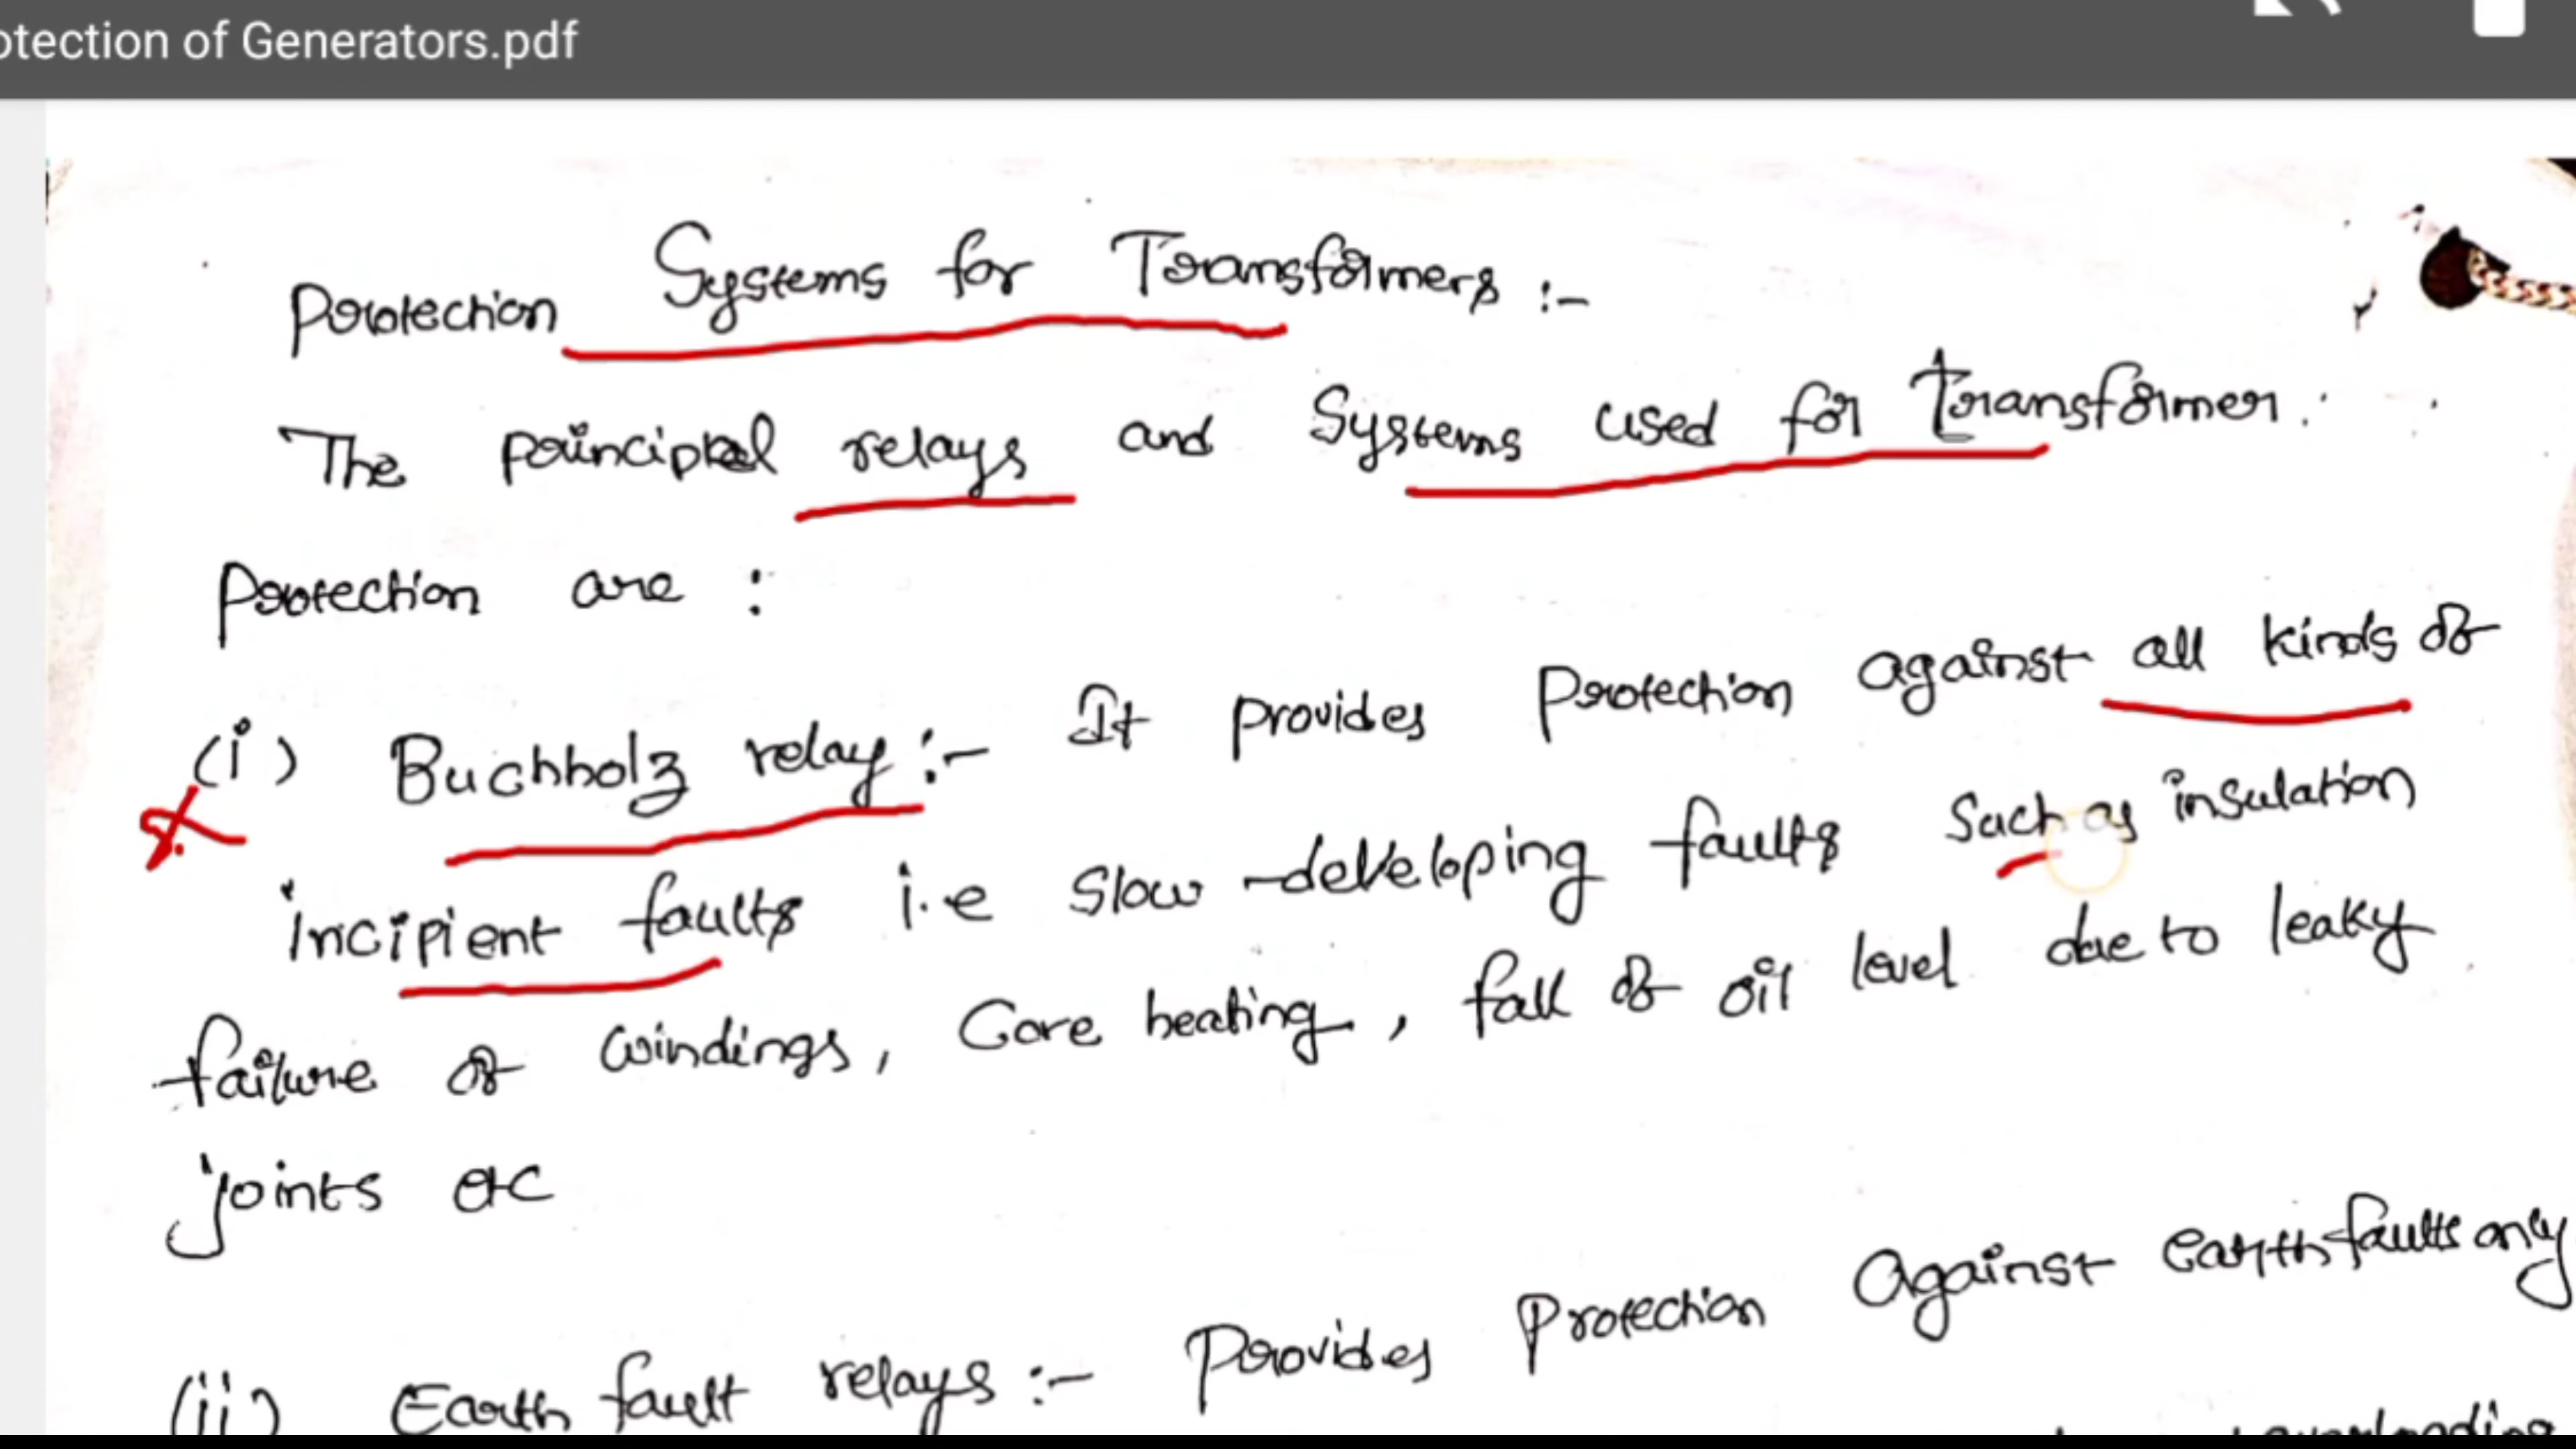 otection of Generators.pdf
Protection Systems for Transformers :-
The principal relays and Systems used for transformer
Protection are :
(i) Buchholz relay :- It provides Protection against all kinds of
incipient faults i.e slow-developing faults such as insulation
failure of windings, Core heating, fall of oil level due to leaky
joints etc
(ii) Earth fault relays :- Provides Protection Against earth faults only